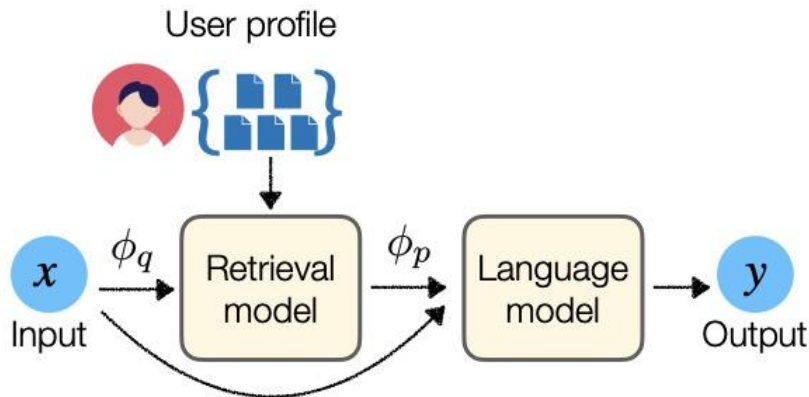 User profile
x
Input
ϕq
Retrieval
model
ϕp
Language
model
y
Output